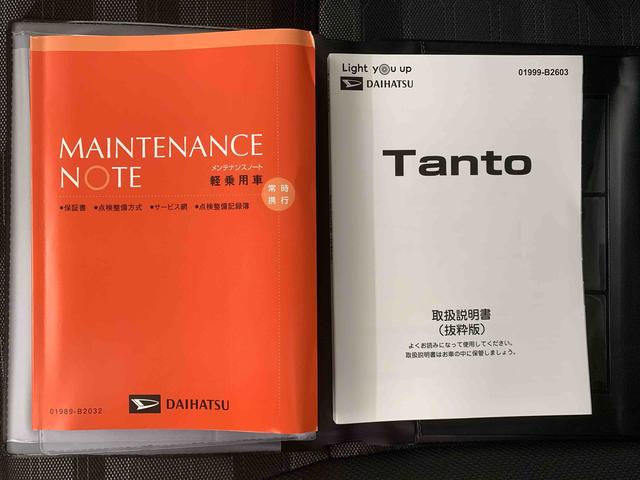 MAINTENANCE
NOTE
メンテナンスノート
軽乗用車
常時
携行
●保証書 ●点検整備方式 ●サービス網 ●点検整備記録簿
01989-B2032
DAIHATSU
Light you up
DAIHATSU
01999-B2603
Tanto
取扱説明書
(抜粋版)
よくお読みになって使用してください。
取扱説明書はお車の中に保管しましょう。